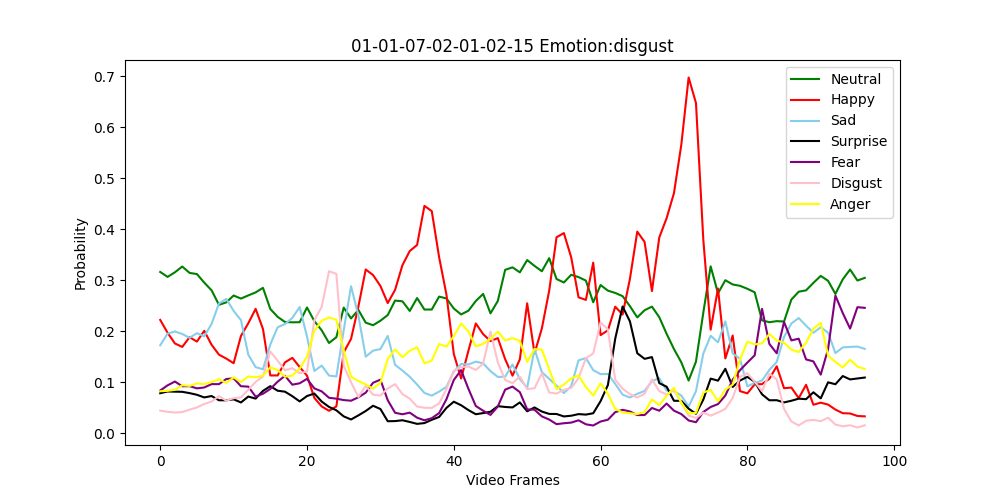 01-01-07-02-01-02-15 Emotion:disgust
Probability
0.7
0.6
0.5
0.4
0.3
0.2
0.1
0.0
0 20 40 60 80 100
Video Frames
Neutral
Happy
Sad
Surprise
Fear
Disgust
Anger